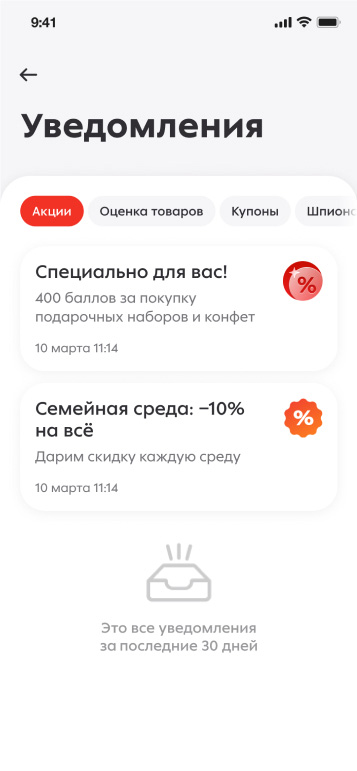 9:41
Уведомления
Акции
Оценка товаров
Купоны
Шпион
Специально для вас!
400 баллов за покупку
подарочных наборов и конфет
10 марта 11:14
%
Семейная среда: –10%
на всё
Дарим скидку каждую среду
10 марта 11:14
%
Это все уведомления
за последние 30 дней